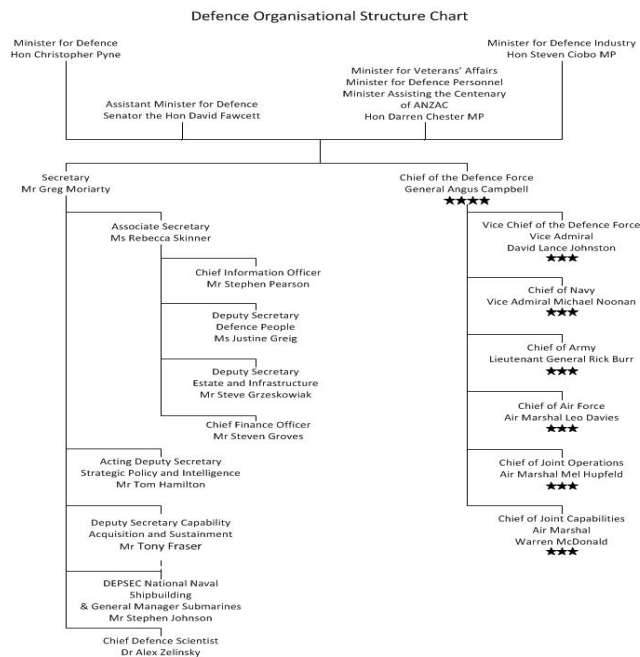 Defence Organisational Structure Chart
Minister for Defence
Hon Christopher Pyne
Minister for Defence Industry
Hon Steven Ciobo MP
Assistant Minister for Defence
Senator the Hon David Fawcett
Minister for Veterans' Affairs
Minister for Defence Personnel
Minister Assisting the Centenary
of ANZAC
Hon Darren Chester MP
Secretary
Mr Greg Moriarty
Associate Secretary
Ms Rebecca Skinner
Chief Information Officer
Mr Stephen Pearson
Deputy Secretary
Defence People
Ms Justine Greig
Deputy Secretary
Estate and Infrastructure
Mr Steve Grzeskowiak
Chief Finance Officer
Mr Steven Groves
Acting Deputy Secretary
Strategic Policy and Intelligence
Mr Tom Hamilton
Deputy Secretary Capability
Acquisition and Sustainment
Mr Tony Fraser
DEPSEC National Naval
Shipbuilding
& General Manager Submarines
Mr Stephen Johnson
Chief Defence Scientist
Dr Alex Zelinsky
Chief of the Defence Force
General Angus Campbell
★★★★
Vice Chief of the Defence Force
Vice Admiral
David Lance Johnston
★★★
Chief of Navy
Vice Admiral Michael Noonan
★★★
Chief of Army
Lieutenant General Rick Burr
★★★
Chief of Air Force
Air Marshal Leo Davies
★★★
Chief of Joint Operations
Air Marshal Mel Hupfeld
★★★
Chief of Joint Capabilities
Air Marshal
Warren McDonald
★★★